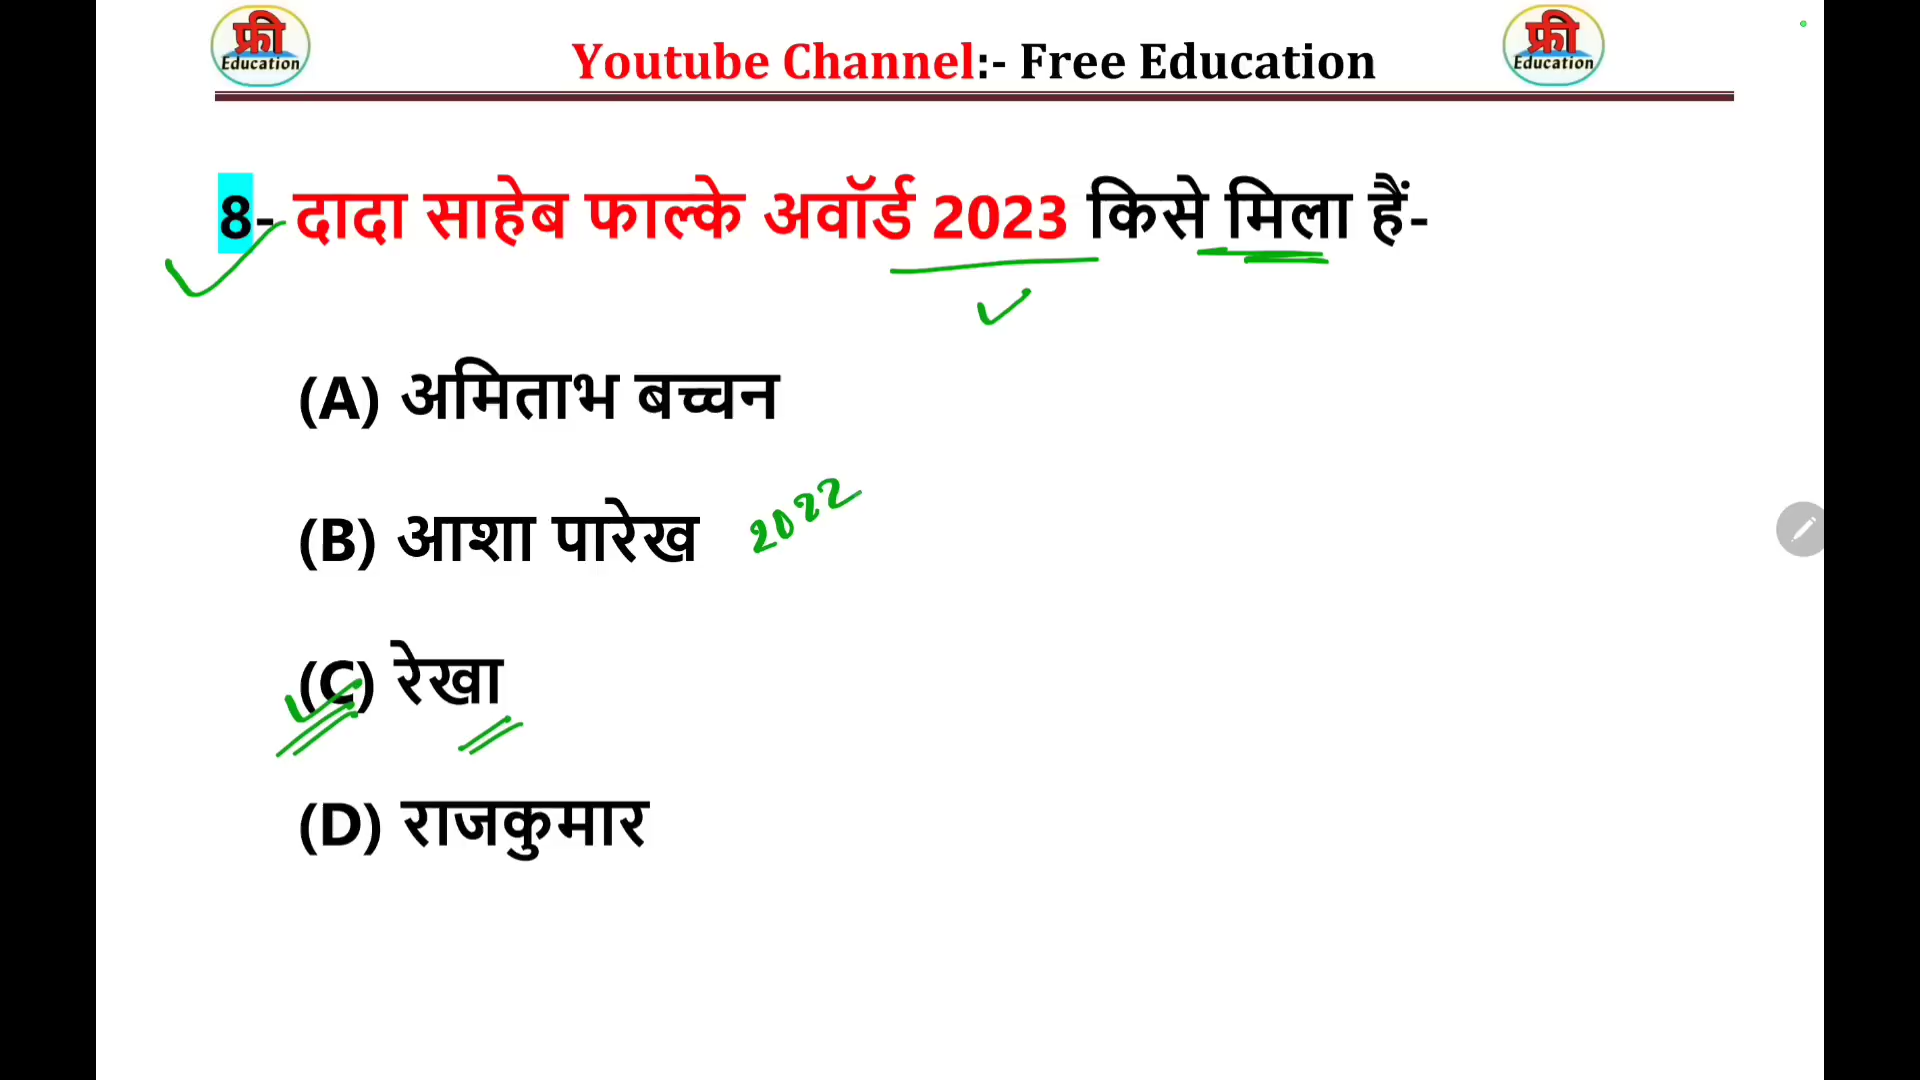 फ्री
Education
Youtube Channel:- Free Education
फ्री
Education
8- दादा साहेब फाल्के अवॉर्ड 2023 किसे मिला हैं-
(A) अमिताभ बच्चन
(B) आशा पारेख 2022
(C) रेखा
(D) राजकुमार